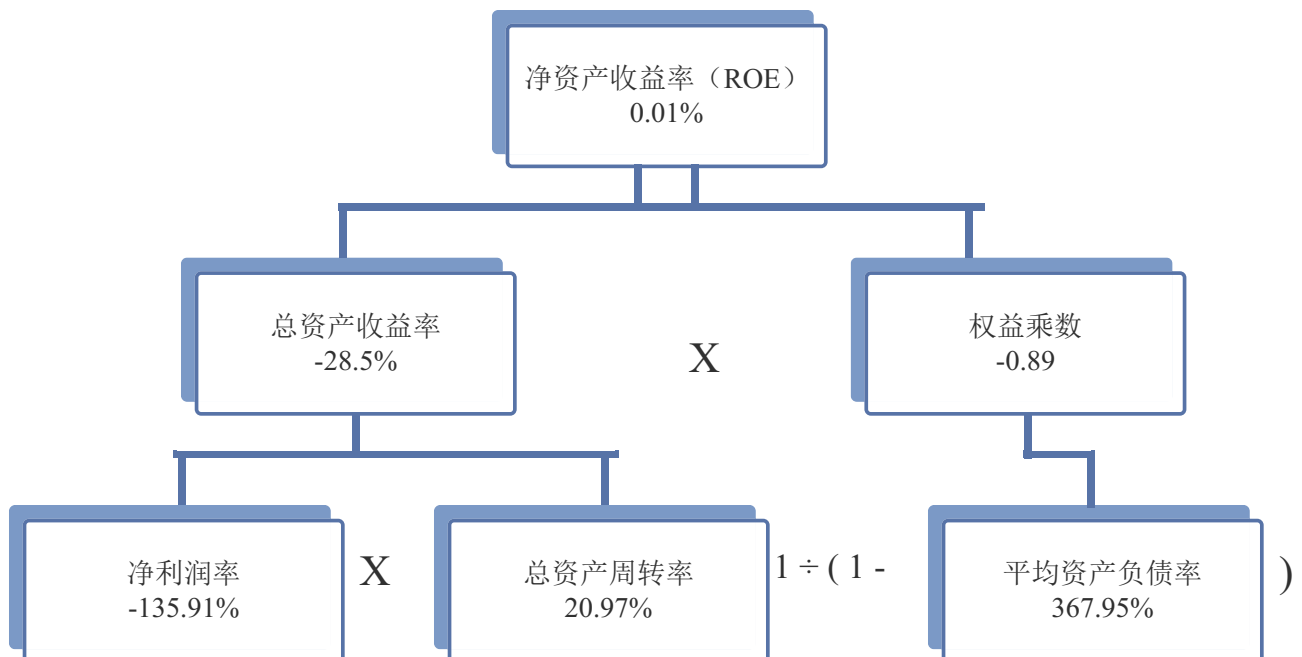 净资产收益率（ROE）
0.01%
总资产收益率
-28.5%
X
权益乘数
-0.89
净利润率
-135.91%
X
总资产周转率
20.97%
1 ÷ ( 1 -
平均资产负债率
367.95%
)